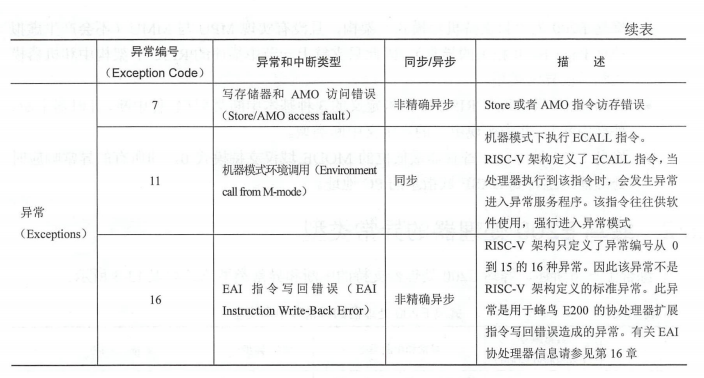 续表
异常编号
（Exception Code）
异常和中断类型
同步/异步
描 述
异常
（Exceptions）
7
写存储器和 AMO 访问错误
（Store/AMO access fault）
非精确异步
Store 或者 AMO 指令访存错误
11
机器模式环境调用（Environment
call from M-mode）
同步
机器模式下执行 ECALL 指令。
RISC-V 架构定义了 ECALL 指令，当
处理器执行到该指令时，会发生异常
进入异常服务程序。该指令往往供软
件使用，强行进入异常模式
16
EAI 指令写回错误（EAI
Instruction Write-Back Error）
非精确异步
RISC-V 架构只定义了异常编号从 0
到 15 的 16 种异常。因此该异常不是
RISC-V 架构定义的标准异常。此异
常是用于蜂鸟 E200 的协处理器扩展
指令写回错误造成的异常。有关 EAI
协处理器信息请参见第 16 章